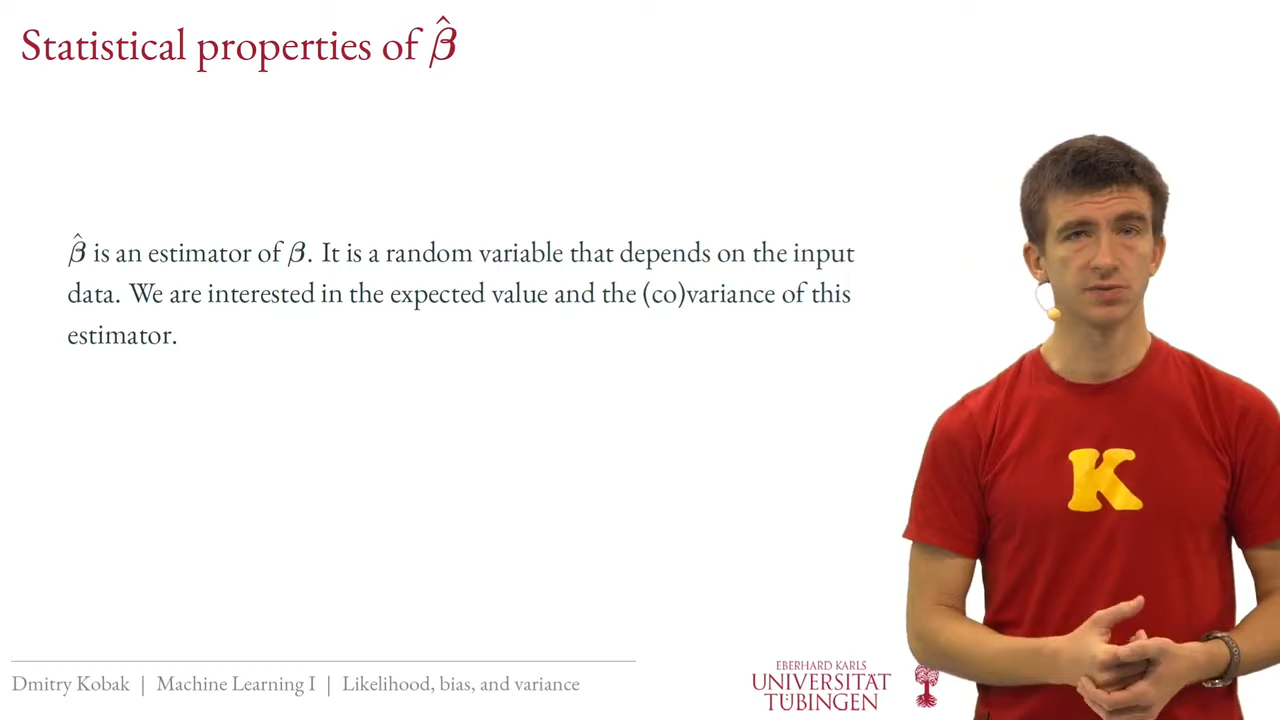 Statistical properties of β̂
β̂ is an estimator of β. It is a random variable that depends on the input
data. We are interested in the expected value and the (co)variance of this
estimator.
K
Dmitry Kobak | Machine Learning I | Likelihood, bias, and variance
EBERHARD KARLS
UNIVERSITÄT
TÜBINGEN